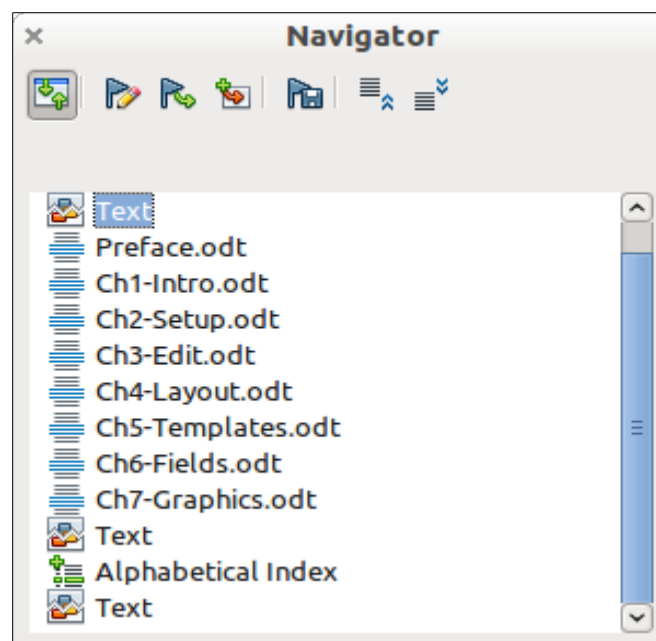 Navigator
Text
Preface.odt
Ch1-Intro.odt
Ch2-Setup.odt
Ch3-Edit.odt
Ch4-Layout.odt
Ch5-Templates.odt
Ch6-Fields.odt
Ch7-Graphics.odt
Text
Alphabetical Index
Text